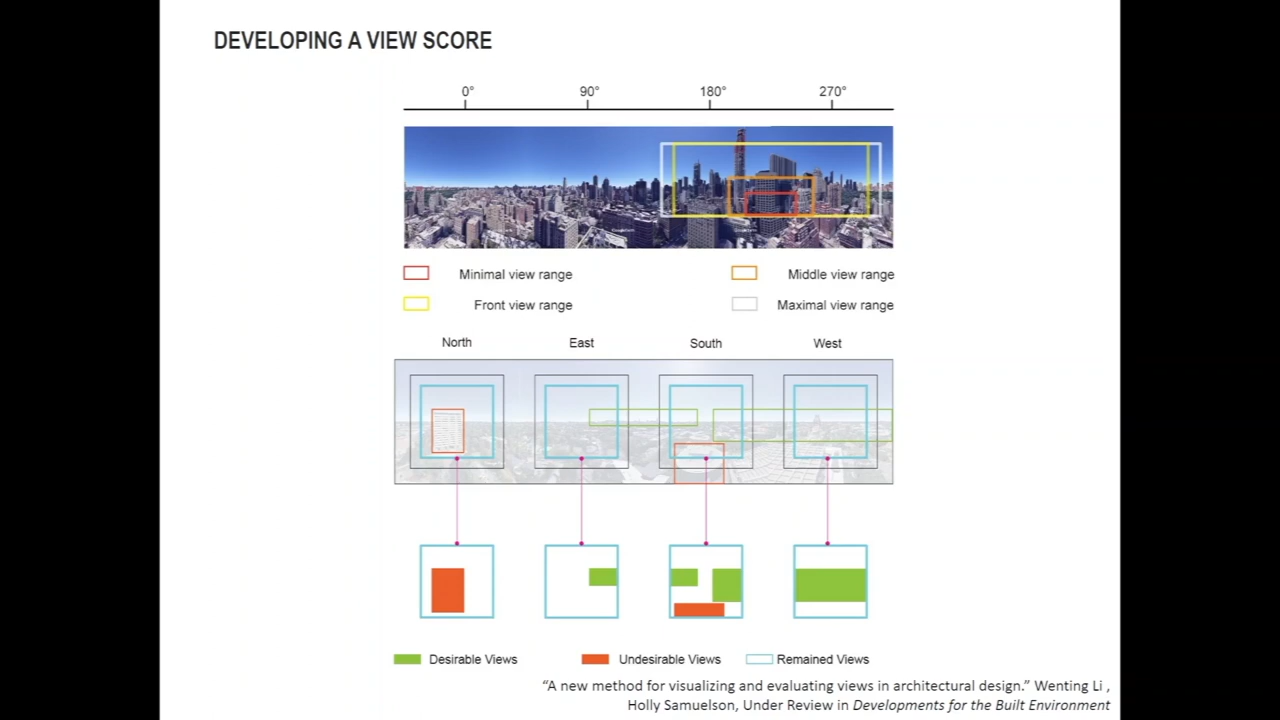 DEVELOPING A VIEW SCORE
0° 90° 180° 270°
Minimal view range Middle view range
Front view range Maximal view range
North East South West
Desirable Views Undesirable Views Remained Views
“A new method for visualizing and evaluating views in architectural design.” Wenting Li ,
Holly Samuelson, Under Review in Developments for the Built Environment